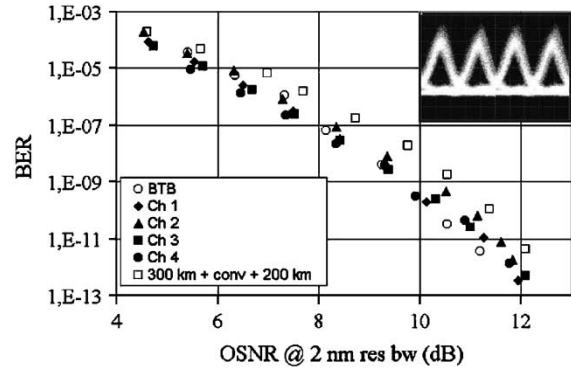 1,E-03
1,E-05
1,E-07
1,E-09
1,E-11
1,E-13
BER
BTB
Ch 1
Ch 2
Ch 3
Ch 4
300 km + conv + 200 km
4 6 8 10 12
OSNR @ 2 nm res bw (dB)